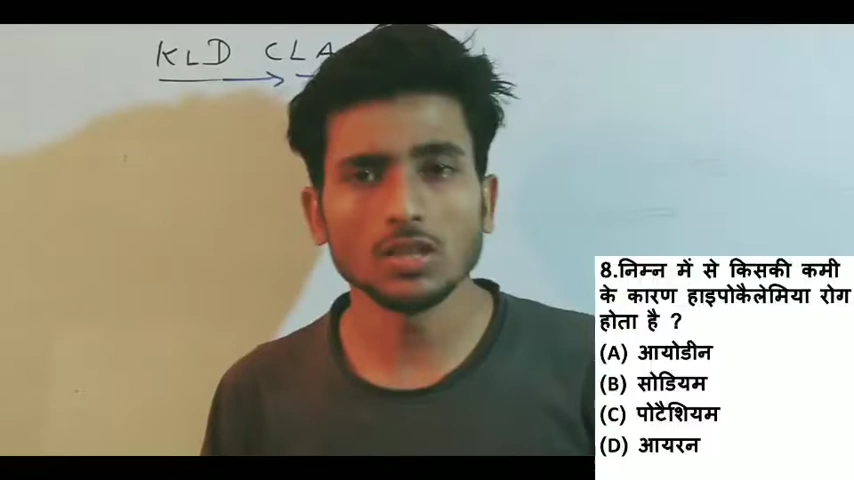 KLD CLA
8.निम्न में से किसकी कमी
के कारण हाइपोकैलेमिया रोग
होता है ?
(A) आयोडीन
(B) सोडियम
(C) पोटैशियम
(D) आयरन